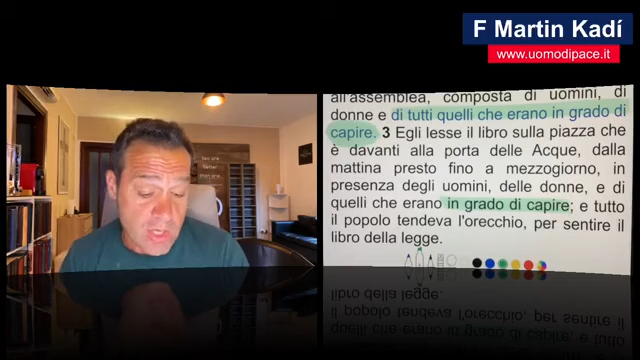 F Martin Kadí
www.uomodipace.it
all'assemblea, composta di uomini, di
donne e di tutti quelli che erano in grado di
capire. 3 Egli lesse il libro sulla piazza che
è davanti alla porta delle Acque, dalla
mattina presto fino a mezzogiorno, in
presenza degli uomini, delle donne, e di
quelli che erano in grado di capire; e tutto
il popolo tendeva l'orecchio, per sentire il
libro della legge.